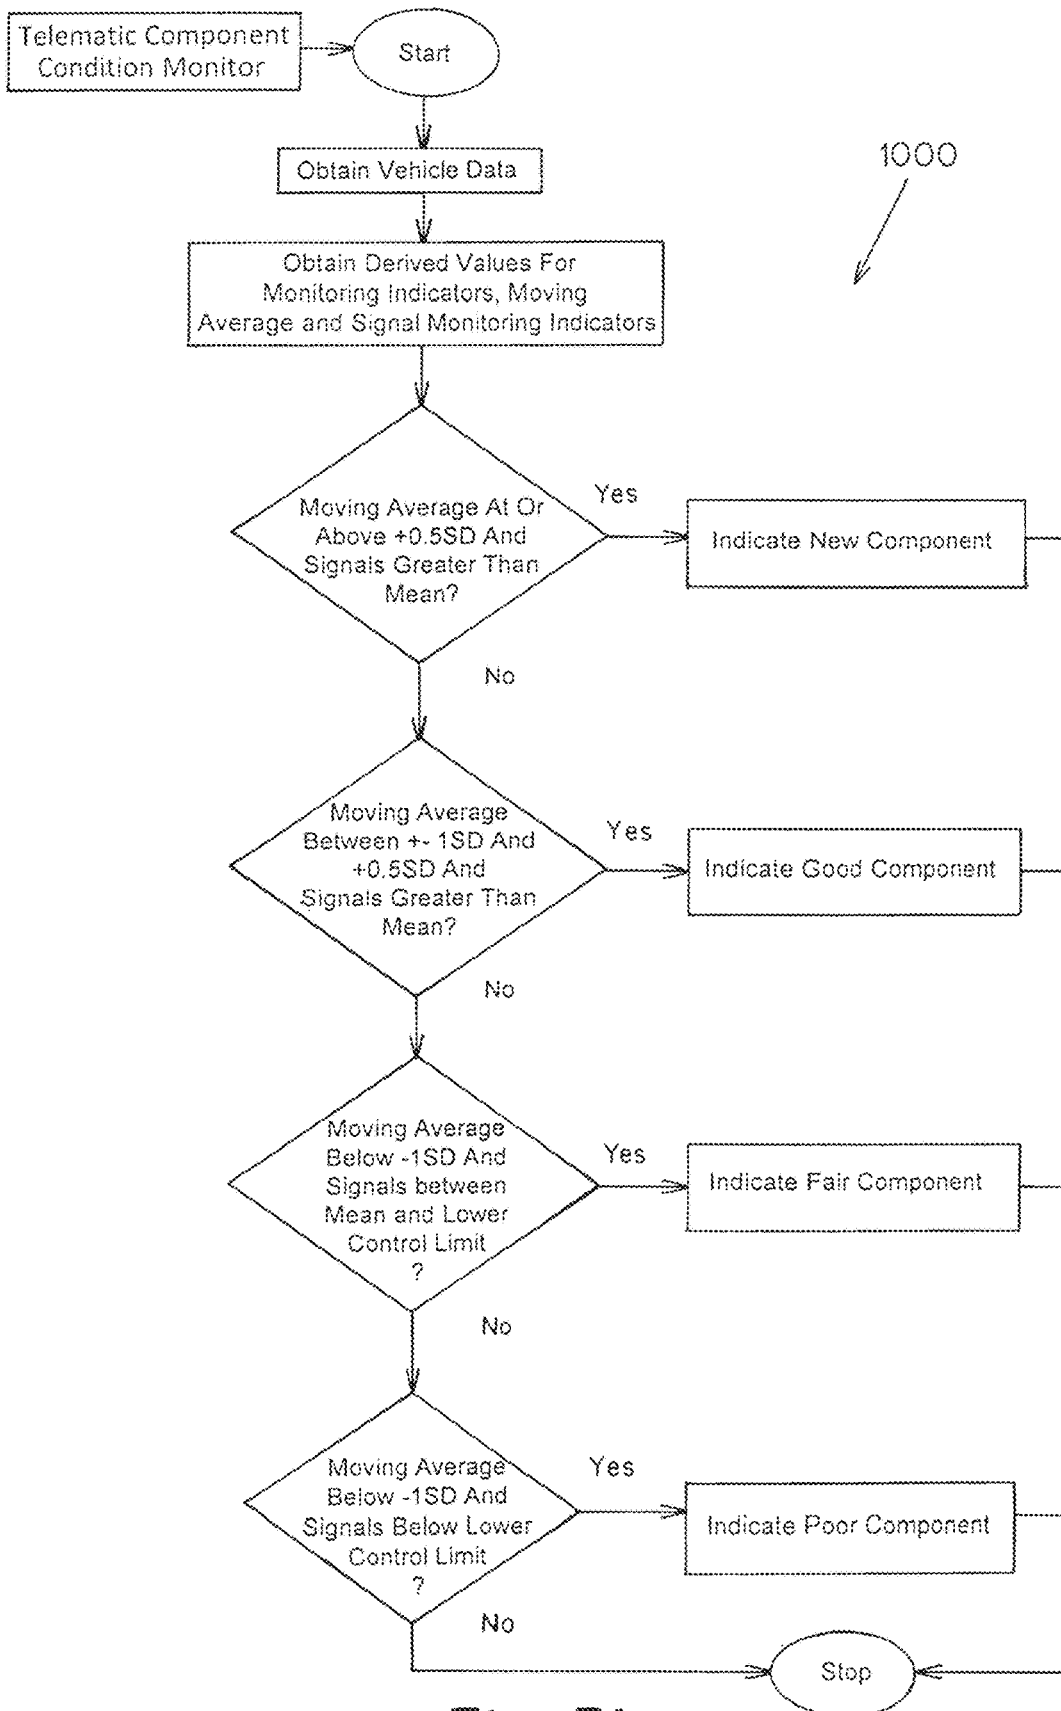 Telematic Component
Condition Monitor
Start
1000
Obtain Vehicle Data
Obtain Derived Values For
Monitoring Indicators, Moving
Average and Signal Monitoring Indicators
Moving Average At Or
Above +0.5SD And
Signals Greater Than
Mean?
Yes
Indicate New Component
No
Moving Average
Between +- 1SD And
+0.5SD And
Signals Greater Than
Mean?
Yes
Indicate Good Component
No
Moving Average
Below -1SD And
Signals between
Mean and Lower
Control Limit
?
Yes
Indicate Fair Component
No
Moving Average
Below -1SD And
Signals Below Lower
Control Limit
?
Yes
Indicate Poor Component
No
Stop